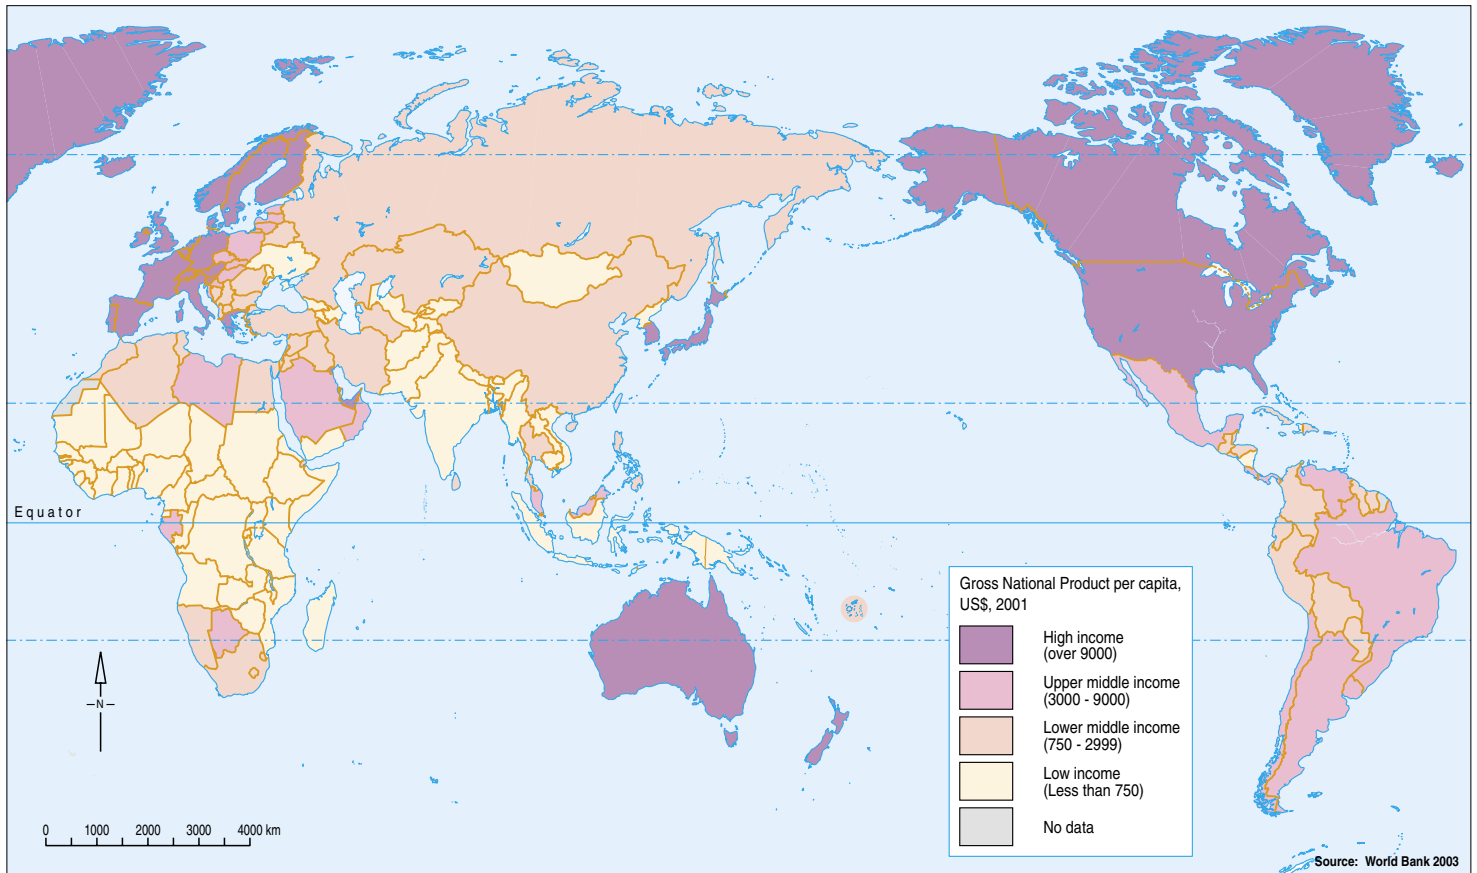 Equator
Gross National Product per capita,
US$, 2001
High income
(over 9000)
Upper middle income
(3000 - 9000)
Lower middle income
(750 - 2999)
Low income
(Less than 750)
No data
N
0 1000 2000 3000 4000 km
Source: World Bank 2003